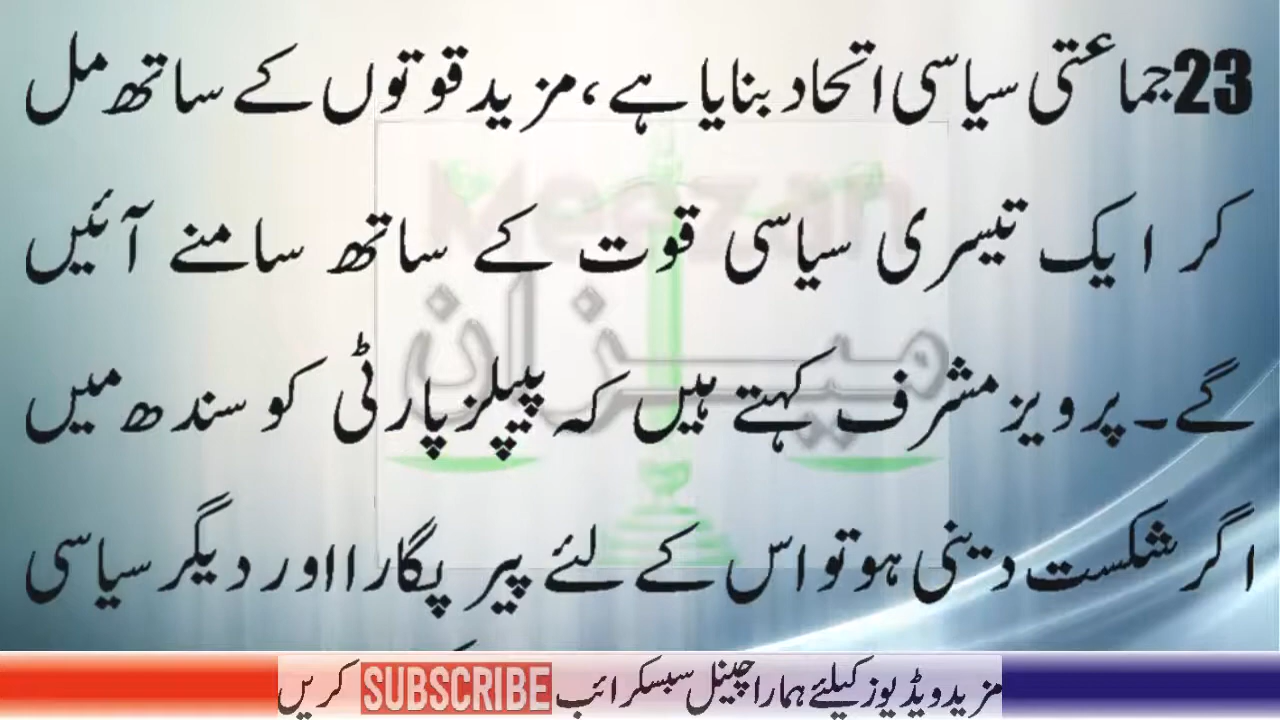 23جماعتی سیاسی اتحاد بنایا ہے، مزید قوتوں کے ساتھ مل
کر ایک تیسری سیاسی قوت کے ساتھ سامنے آئیں
گے۔ پرویز مشرف کہتے ہیں کہ پیپلز پارٹی کو سندھ میں
اگر شکست دینی ہو تو اس کے لئے پیر پگارا اور دیگر سیاسی
Meezan
میزان
مزید ویڈیوز کیلئے ہمارا چینل سبسکرائب SUBSCRIBE کریں